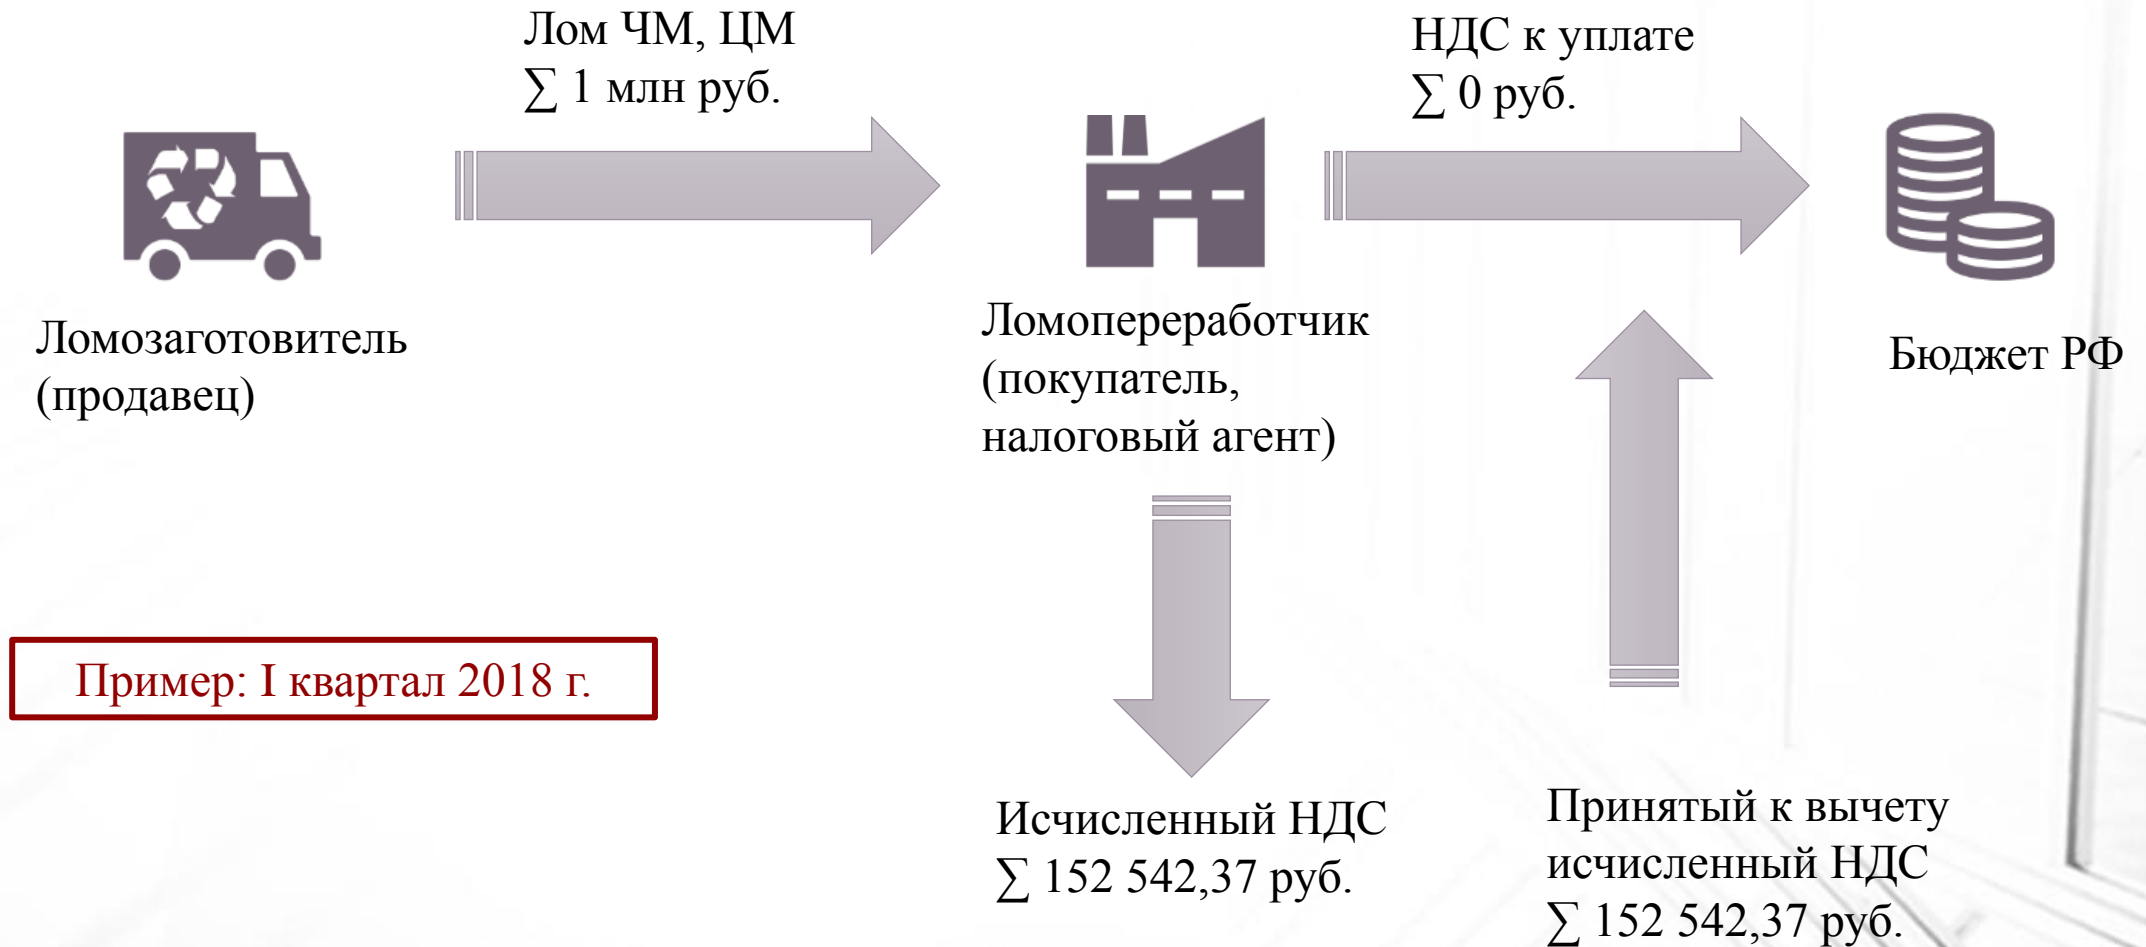 Лом ЧМ, ЦМ
∑ 1 млн руб.
НДС к уплате
∑ 0 руб.
Ломозаготовитель
(продавец)
Ломопереработчик
(покупатель,
налоговый агент)
Бюджет РФ
Пример: I квартал 2018 г.
Исчисленный НДС
∑ 152 542,37 руб.
Принятый к вычету
исчисленный НДС
∑ 152 542,37 руб.